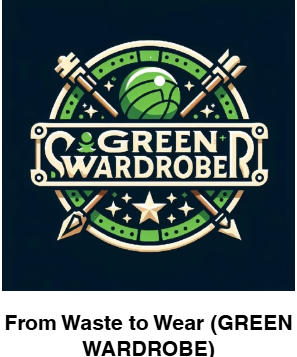 GREEN
SWARDROBER
From Waste to Wear (GREEN
WARDROBE)